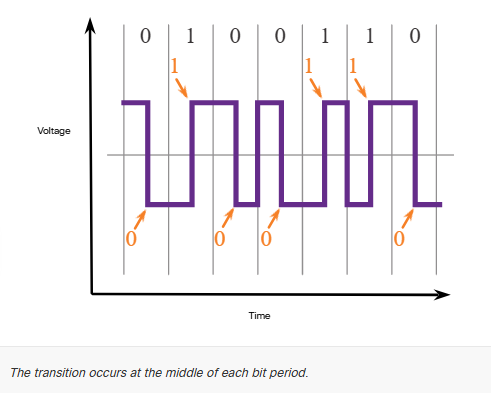 0 1 0 0 1 1 0
1 1 1
Voltage
0 0 0 0
Time
The transition occurs at the middle of each bit period.